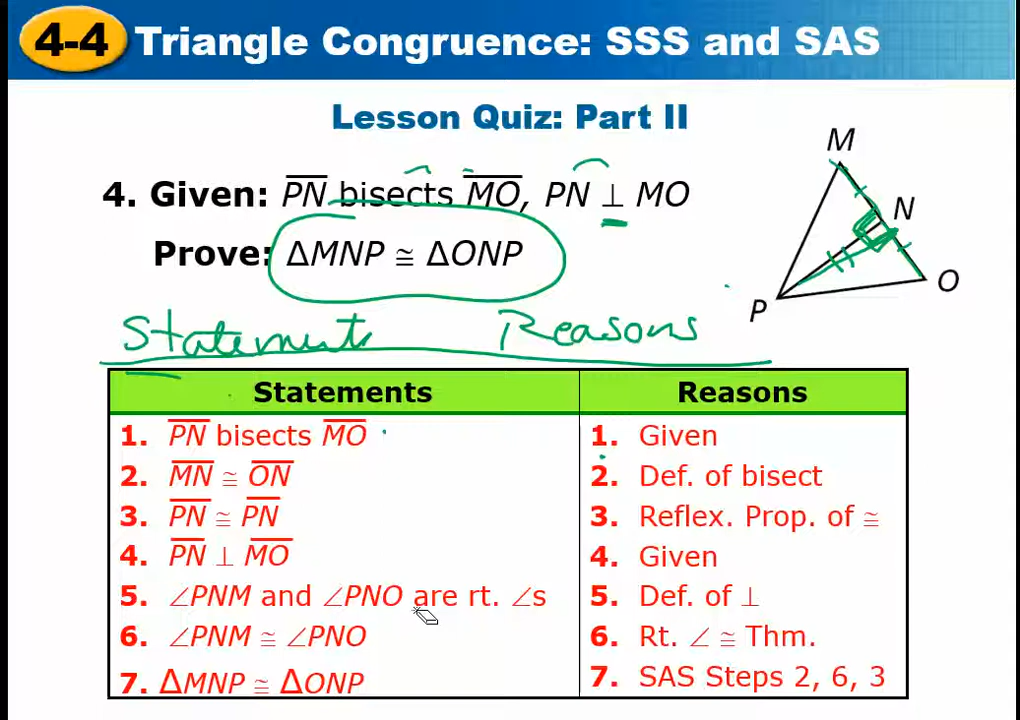 4-4 Triangle Congruence: SSS and SAS
Lesson Quiz: Part II
4. Given: PN bisects MO, PN ⊥ MO
Prove: ΔMNP ≅ ΔONP
M
N
O
P
Statements Reasons
Statements Reasons
1. PN bisects MO 1. Given
2. MN ≅ ON 2. Def. of bisect
3. PN ≅ PN 3. Reflex. Prop. of ≅
4. PN ⊥ MO 4. Given
5. ∠PNM and ∠PNO are rt. ∠s 5. Def. of ⊥
6. ∠PNM ≅ ∠PNO 6. Rt. ∠ ≅ Thm.
7. ΔMNP ≅ ΔONP 7. SAS Steps 2, 6, 3